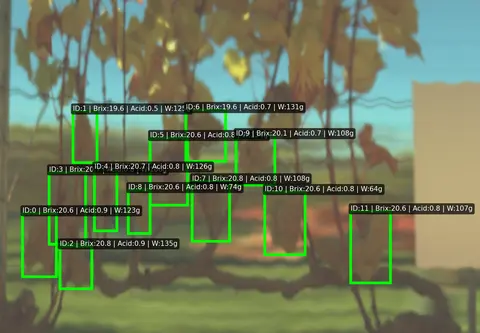 ID:1 | Brix:19.6 | Acid:0.5 | W:12
ID:6 | Brix:19.6 | Acid:0.7 | W:131g
ID:5 | Brix:20.6 | Acid:0.8
ID:9 | Brix:20.1 | Acid:0.7 | W:108g
ID:3 | Brix:20
ID:4 | Brix:20.7 | Acid:0.8 | W:126g
ID:7 | Brix:20.8 | Acid:0.8 | W:108g
ID:8 | Brix:20.6 | Acid:0.8 | W:74g
ID:10 | Brix:20.6 | Acid:0.8 | W:64g
ID:0 | Brix:20.6 | Acid:0.9 | W:123g
ID:11 | Brix:20.6 | Acid:0.8 | W:107g
ID:2 | Brix:20.8 | Acid:0.9 | W:135g